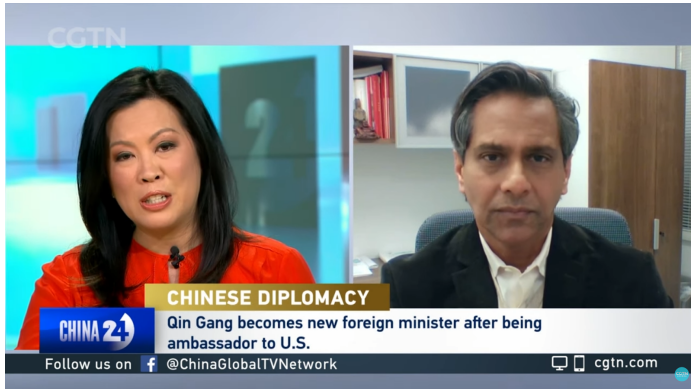 CGTN
CHINESE DIPLOMACY
CHINA 24
Qin Gang becomes new foreign minister after being
ambassador to U.S.
Follow us on f @ChinaGlobalTVNetwork
cgtn.com